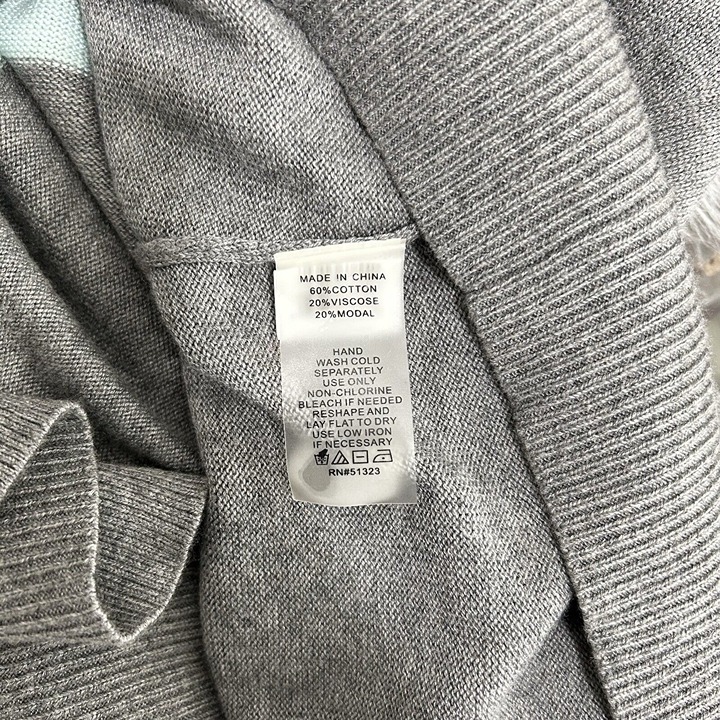 MADE IN CHINA
60%COTTON
20%VISCOSE
20%MODAL
HAND
WASH COLD
SEPARATELY
USE ONLY
NON-CHLORINE
BLEACH IF NEEDED
RESHAPE AND
LAY FLAT TO DRY
USE LOW IRON
IF NECESSARY
RN#51323